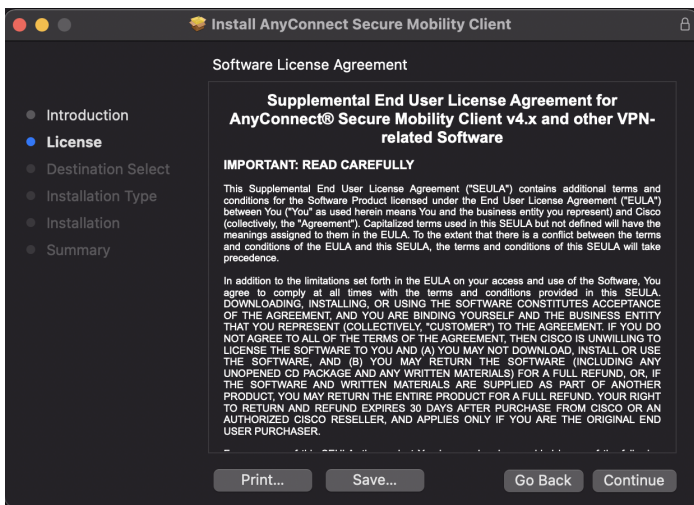 Install AnyConnect Secure Mobility Client
Introduction
License
Destination Select
Installation Type
Installation
Summary
Software License Agreement
Supplemental End User License Agreement for
AnyConnect® Secure Mobility Client v4.x and other VPN-
related Software
IMPORTANT: READ CAREFULLY
This Supplemental End User License Agreement ("SEULA") contains additional terms and
conditions for the Software Product licensed under the End User License Agreement ("EULA")
between You ("You" as used herein means You and the business entity you represent) and Cisco
(collectively, the "Agreement"). Capitalized terms used in this SEULA but not defined will have the
meanings assigned to them in the EULA. To the extent that there is a conflict between the terms
and conditions of the EULA and this SEULA, the terms and conditions of this SEULA will take
precedence.
In addition to the limitations set forth in the EULA on your access and use of the Software, You
agree to comply at all times with the terms and conditions provided in this SEULA.
DOWNLOADING, INSTALLING, OR USING THE SOFTWARE CONSTITUTES ACCEPTANCE
OF THE AGREEMENT, AND YOU ARE BINDING YOURSELF AND THE BUSINESS ENTITY
THAT YOU REPRESENT (COLLECTIVELY, "CUSTOMER") TO THE AGREEMENT. IF YOU DO
NOT AGREE TO ALL OF THE TERMS OF THE AGREEMENT, THEN CISCO IS UNWILLING TO
LICENSE THE SOFTWARE TO YOU AND (A) YOU MAY NOT DOWNLOAD, INSTALL OR USE
THE SOFTWARE, AND (B) YOU MAY RETURN THE SOFTWARE (INCLUDING ANY
UNOPENED CD PACKAGE AND ANY WRITTEN MATERIALS) FOR A FULL REFUND, OR, IF
THE SOFTWARE AND WRITTEN MATERIALS ARE SUPPLIED AS PART OF ANOTHER
PRODUCT, YOU MAY RETURN THE ENTIRE PRODUCT FOR A FULL REFUND. YOUR RIGHT
TO RETURN AND REFUND EXPIRES 30 DAYS AFTER PURCHASE FROM CISCO OR AN
AUTHORIZED CISCO RESELLER, AND APPLIES ONLY IF YOU ARE THE ORIGINAL END
USER PURCHASER.
Print...
Save...
Go Back
Continue